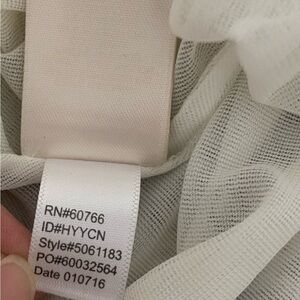 RN#60766
ID#HYYCN
Style#5061183
PO#60032564
Date 010716